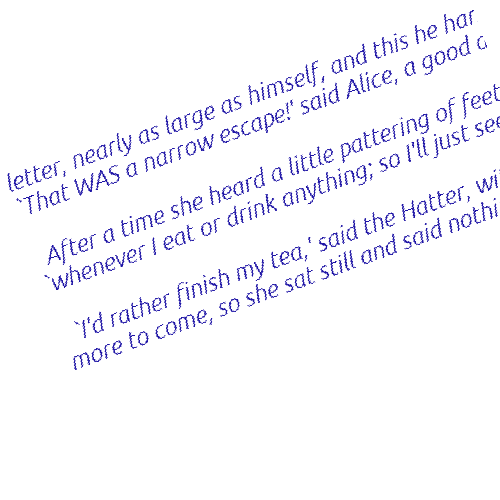 letter, nearly as large as himself, and this he
`That WAS a narrow escape!' said Alice, a good
After a time she heard a little pattering of feet
`whenever I eat or drink anything; so I'll just see
`I'd rather finish my tea,' said the Hatter,
more to come, so she sat still and said